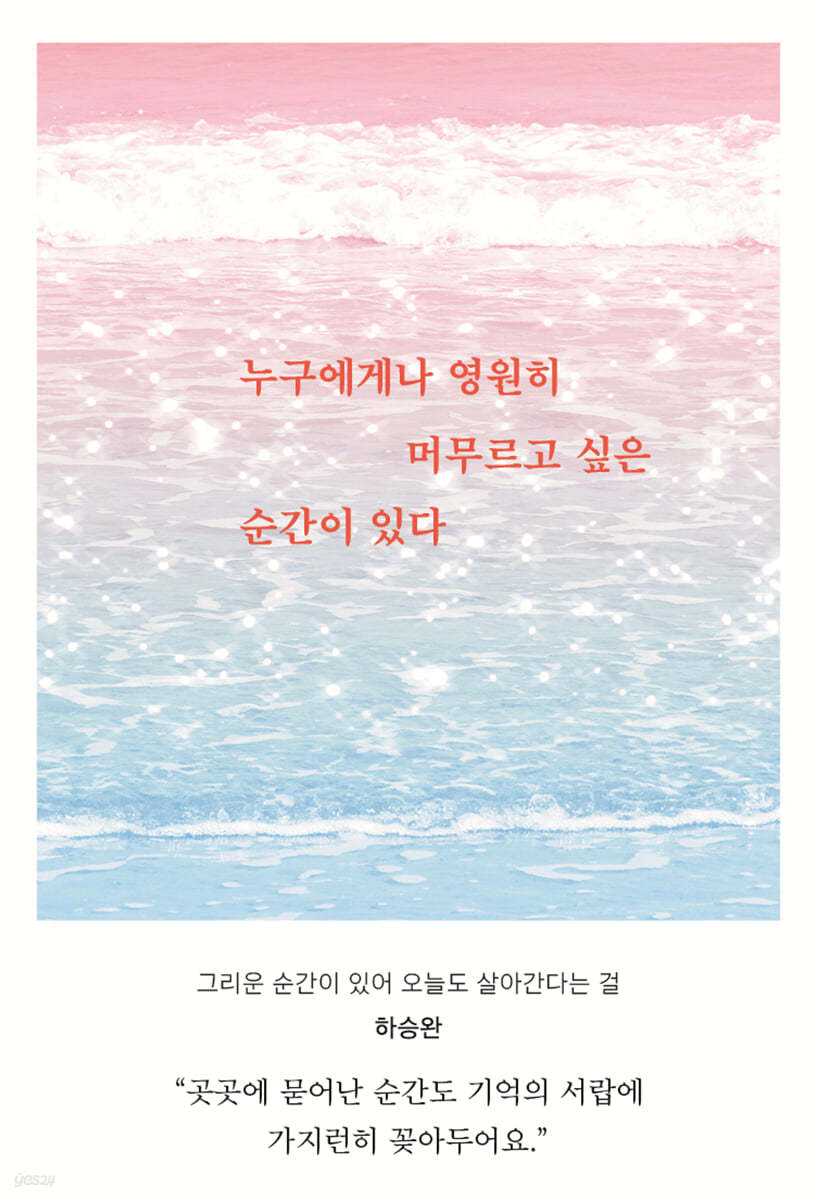 누구에게나 영원히
머무르고 싶은
순간이 있다
그리운 순간이 있어 오늘도 살아간다는 걸
하승완
“곳곳에 묻어난 순간도 기억의 서랍에
가지런히 꽂아두어요.”
yes24